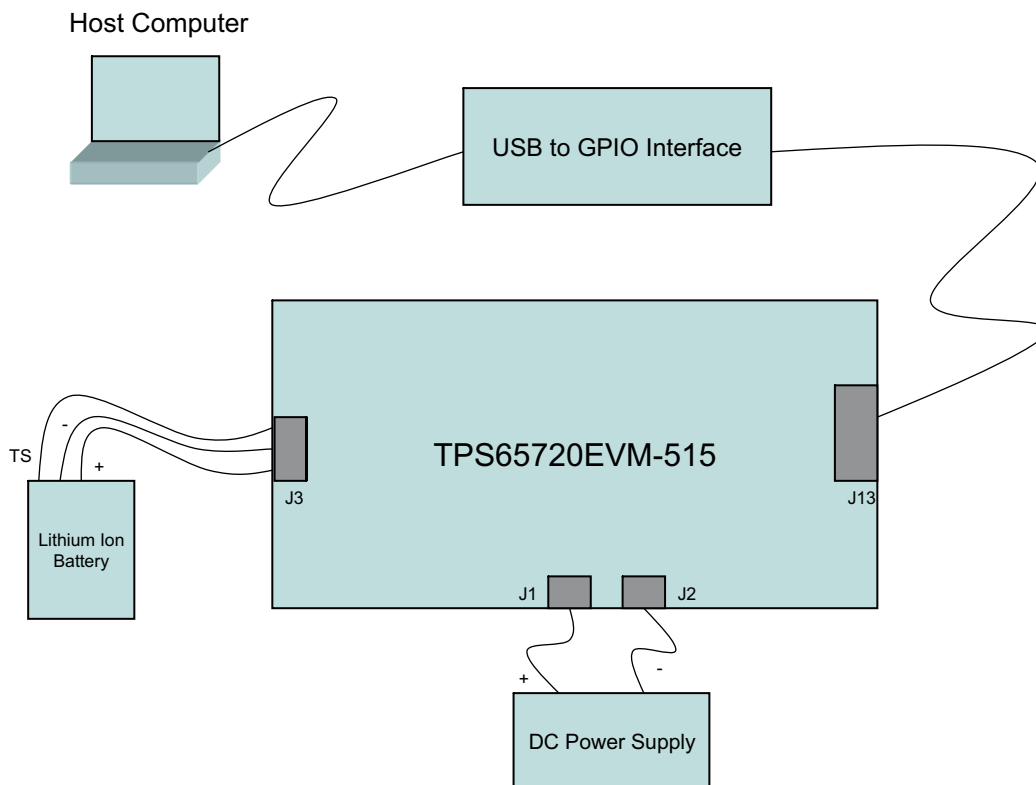 Host Computer
USB to GPIO Interface
TS
-
+
J3
TPS65720EVM-515
J13
Lithium Ion
Battery
J1
J2
+
-
DC Power Supply